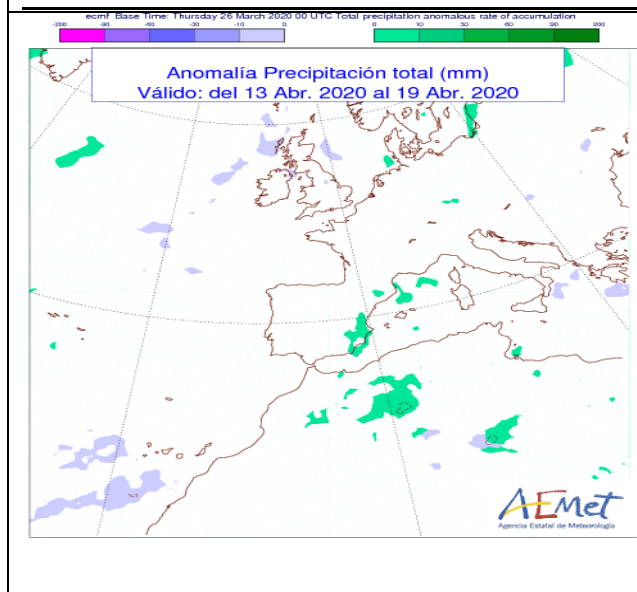 ecmf Base Time: Thursday 26 March 2020 00 UTC Total precipitation anomalous rate of accumulation
-200 -90 -60 -30 -10 0 0 10 30 60 90 200
Anomalía Precipitación total (mm)
Válido: del 13 Abr. 2020 al 19 Abr. 2020
AEMet
Agencia Estatal de Meteorología